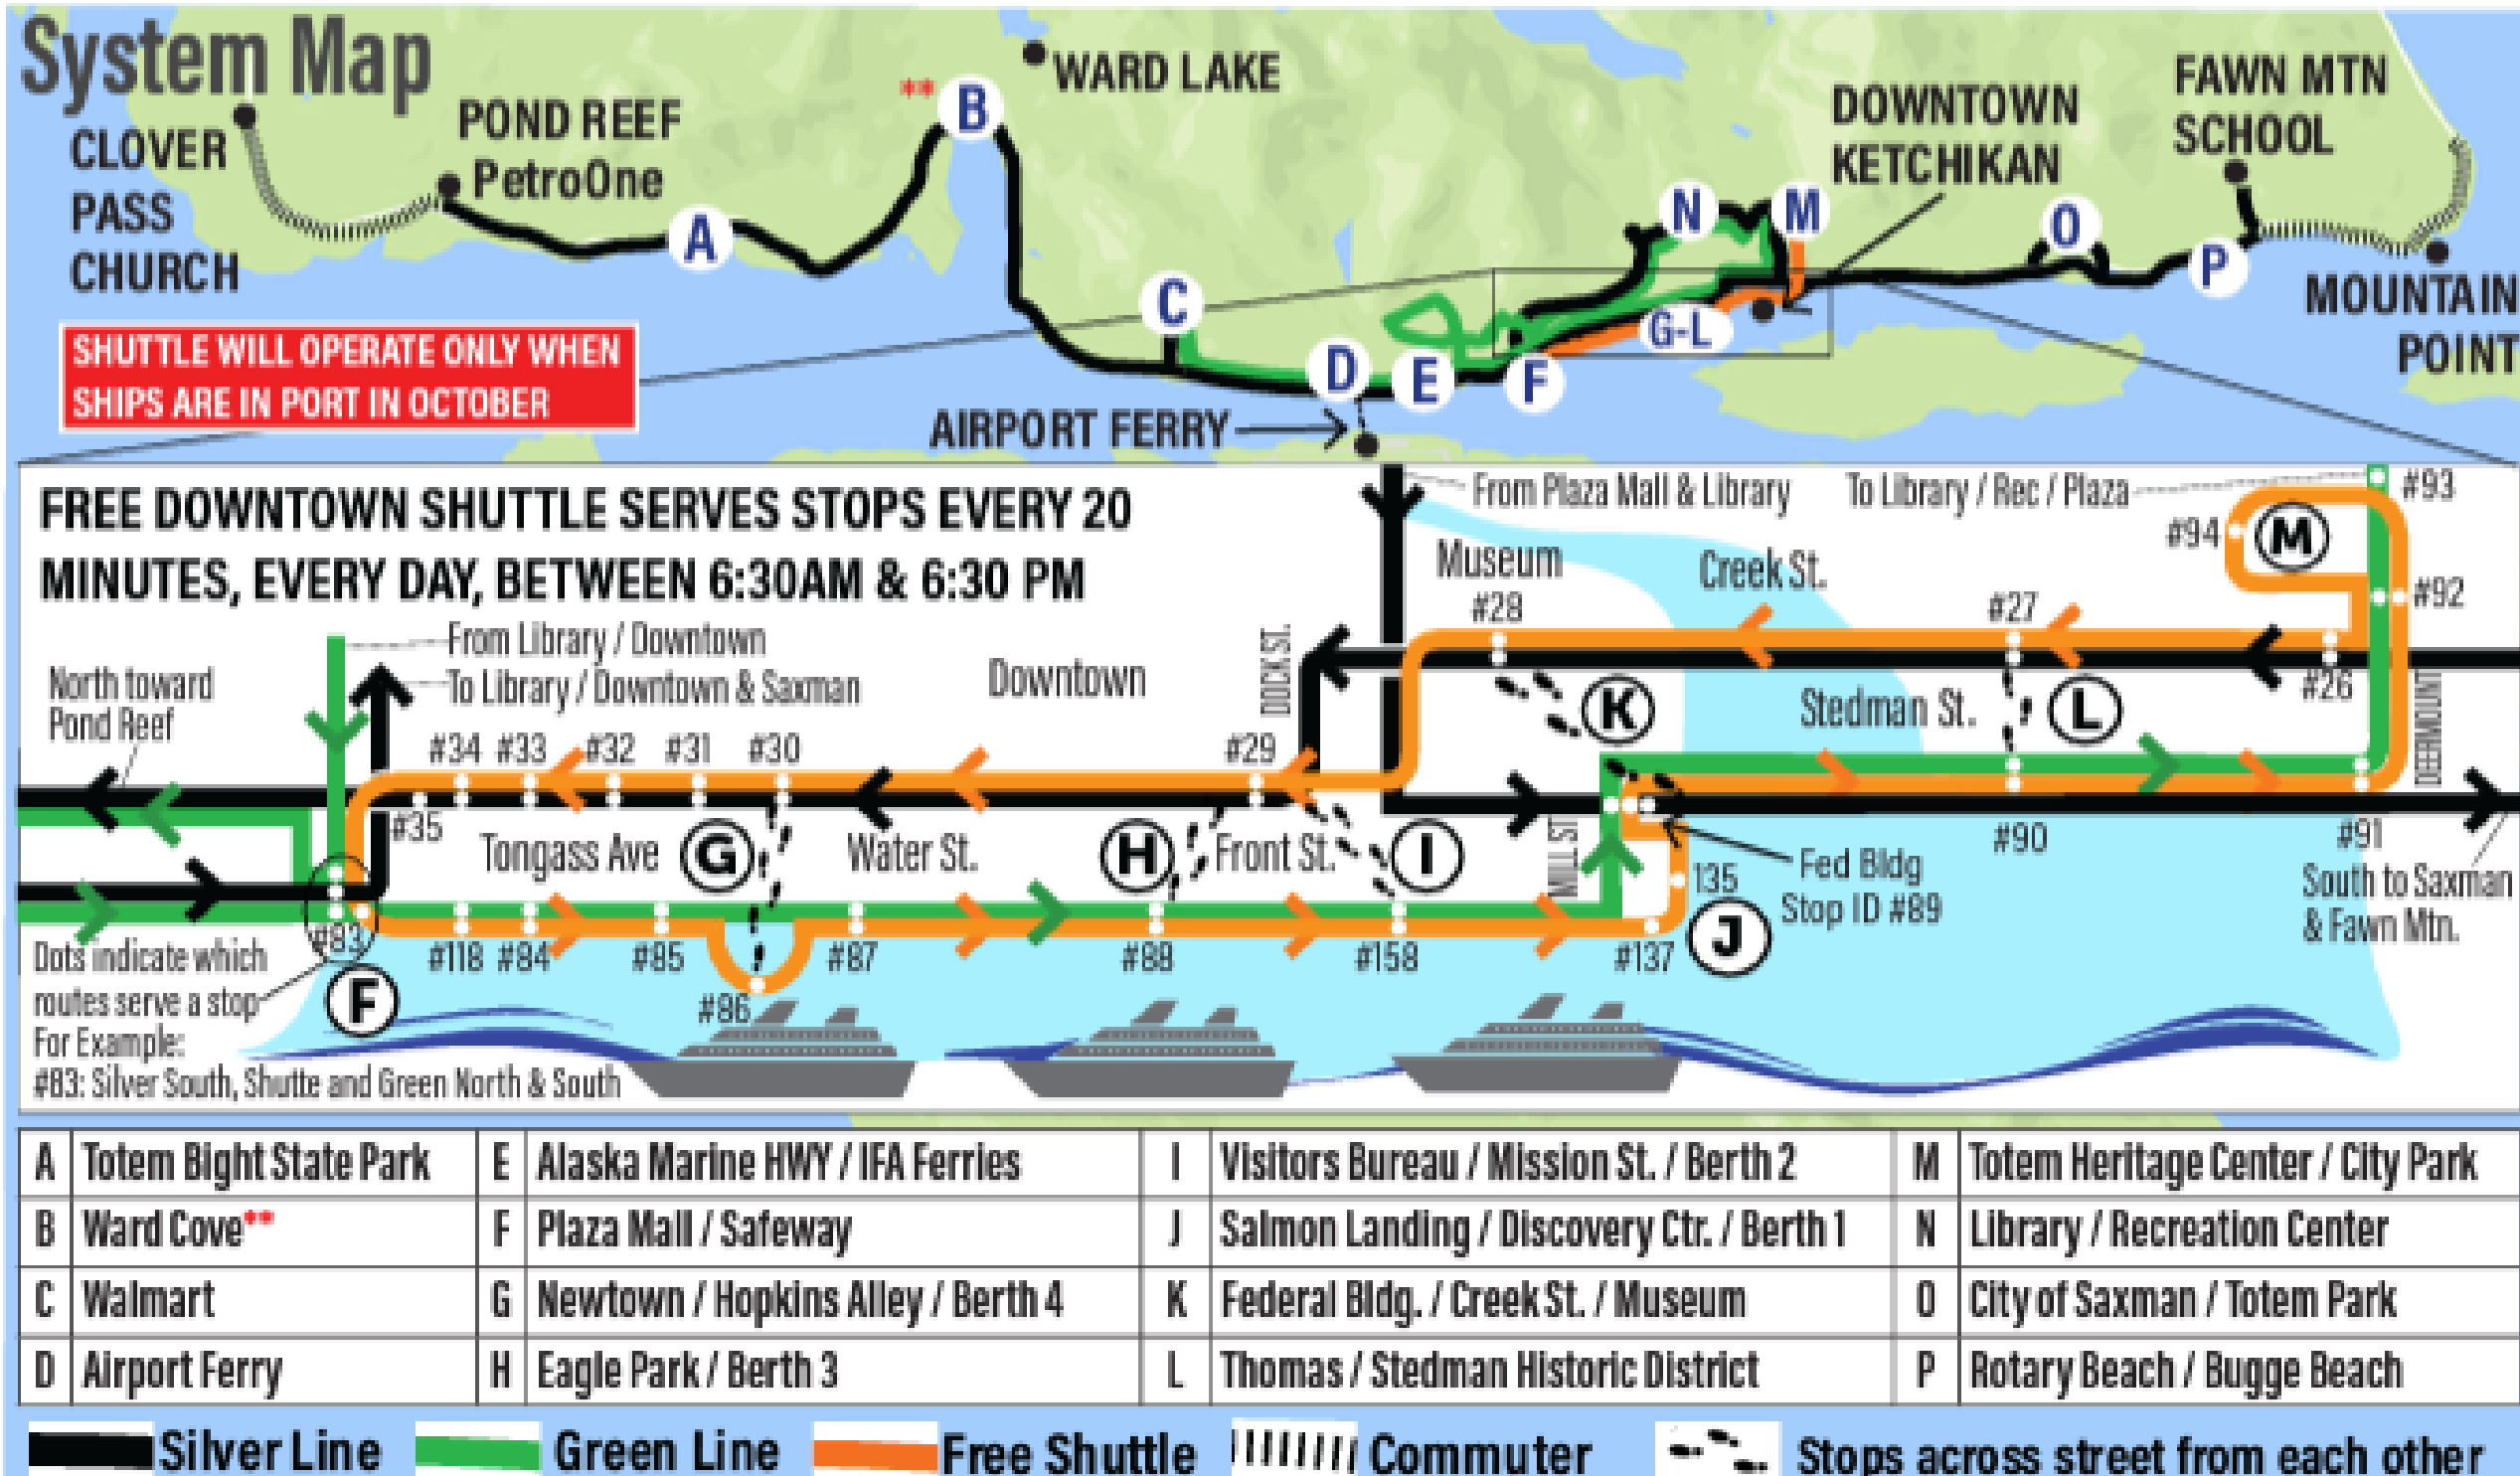 System Map
CLOVER
PASS
CHURCH
POND REEF
PetroOne
**
WARD LAKE
DOWNTOWN
KETCHIKAN
FAWN MTN
SCHOOL
MOUNTAIN
POINT
A
B
C
D
E
F
G-L
N
M
O
P
SHUTTLE WILL OPERATE ONLY WHEN
SHIPS ARE IN PORT IN OCTOBER
AIRPORT FERRY
FREE DOWNTOWN SHUTTLE SERVES STOPS EVERY 20
MINUTES, EVERY DAY, BETWEEN 6:30AM & 6:30 PM
From Plaza Mall & Library
To Library / Rec / Plaza
#93
#94
M
#92
Museum
Creek St.
#28
#27
#26
From Library / Downtown
To Library / Downtown & Saxman
North toward
Pond Reef
Downtown
DOCK ST.
K
Stedman St.
L
DEERMOUNT
#34
#33
#32
#31
#30
#29
#35
Tongass Ave
G
Water St.
H
Front St.
I
MILL ST
Fed Bldg
Stop ID #89
#90
#91
South to Saxman
& Fawn Mtn.
135
J
#83
#118
#84
#85
#86
#87
#88
#158
#137
F
Dots indicate which
routes serve a stop
For Example:
#83: Silver South, Shutte and Green North & South
A Totem Bight State Park E Alaska Marine HWY / IFA Ferries I Visitors Bureau / Mission St. / Berth 2 M Totem Heritage Center / City Park
B Ward Cove** F Plaza Mall / Safeway J Salmon Landing / Discovery Ctr. / Berth 1 N Library / Recreation Center
C Walmart G Newtown / Hopkins Alley / Berth 4 K Federal Bldg. / Creek St. / Museum O City of Saxman / Totem Park
D Airport Ferry H Eagle Park / Berth 3 L Thomas / Stedman Historic District P Rotary Beach / Bugge Beach
Silver Line Green Line Free Shuttle Commuter Stops across street from each other